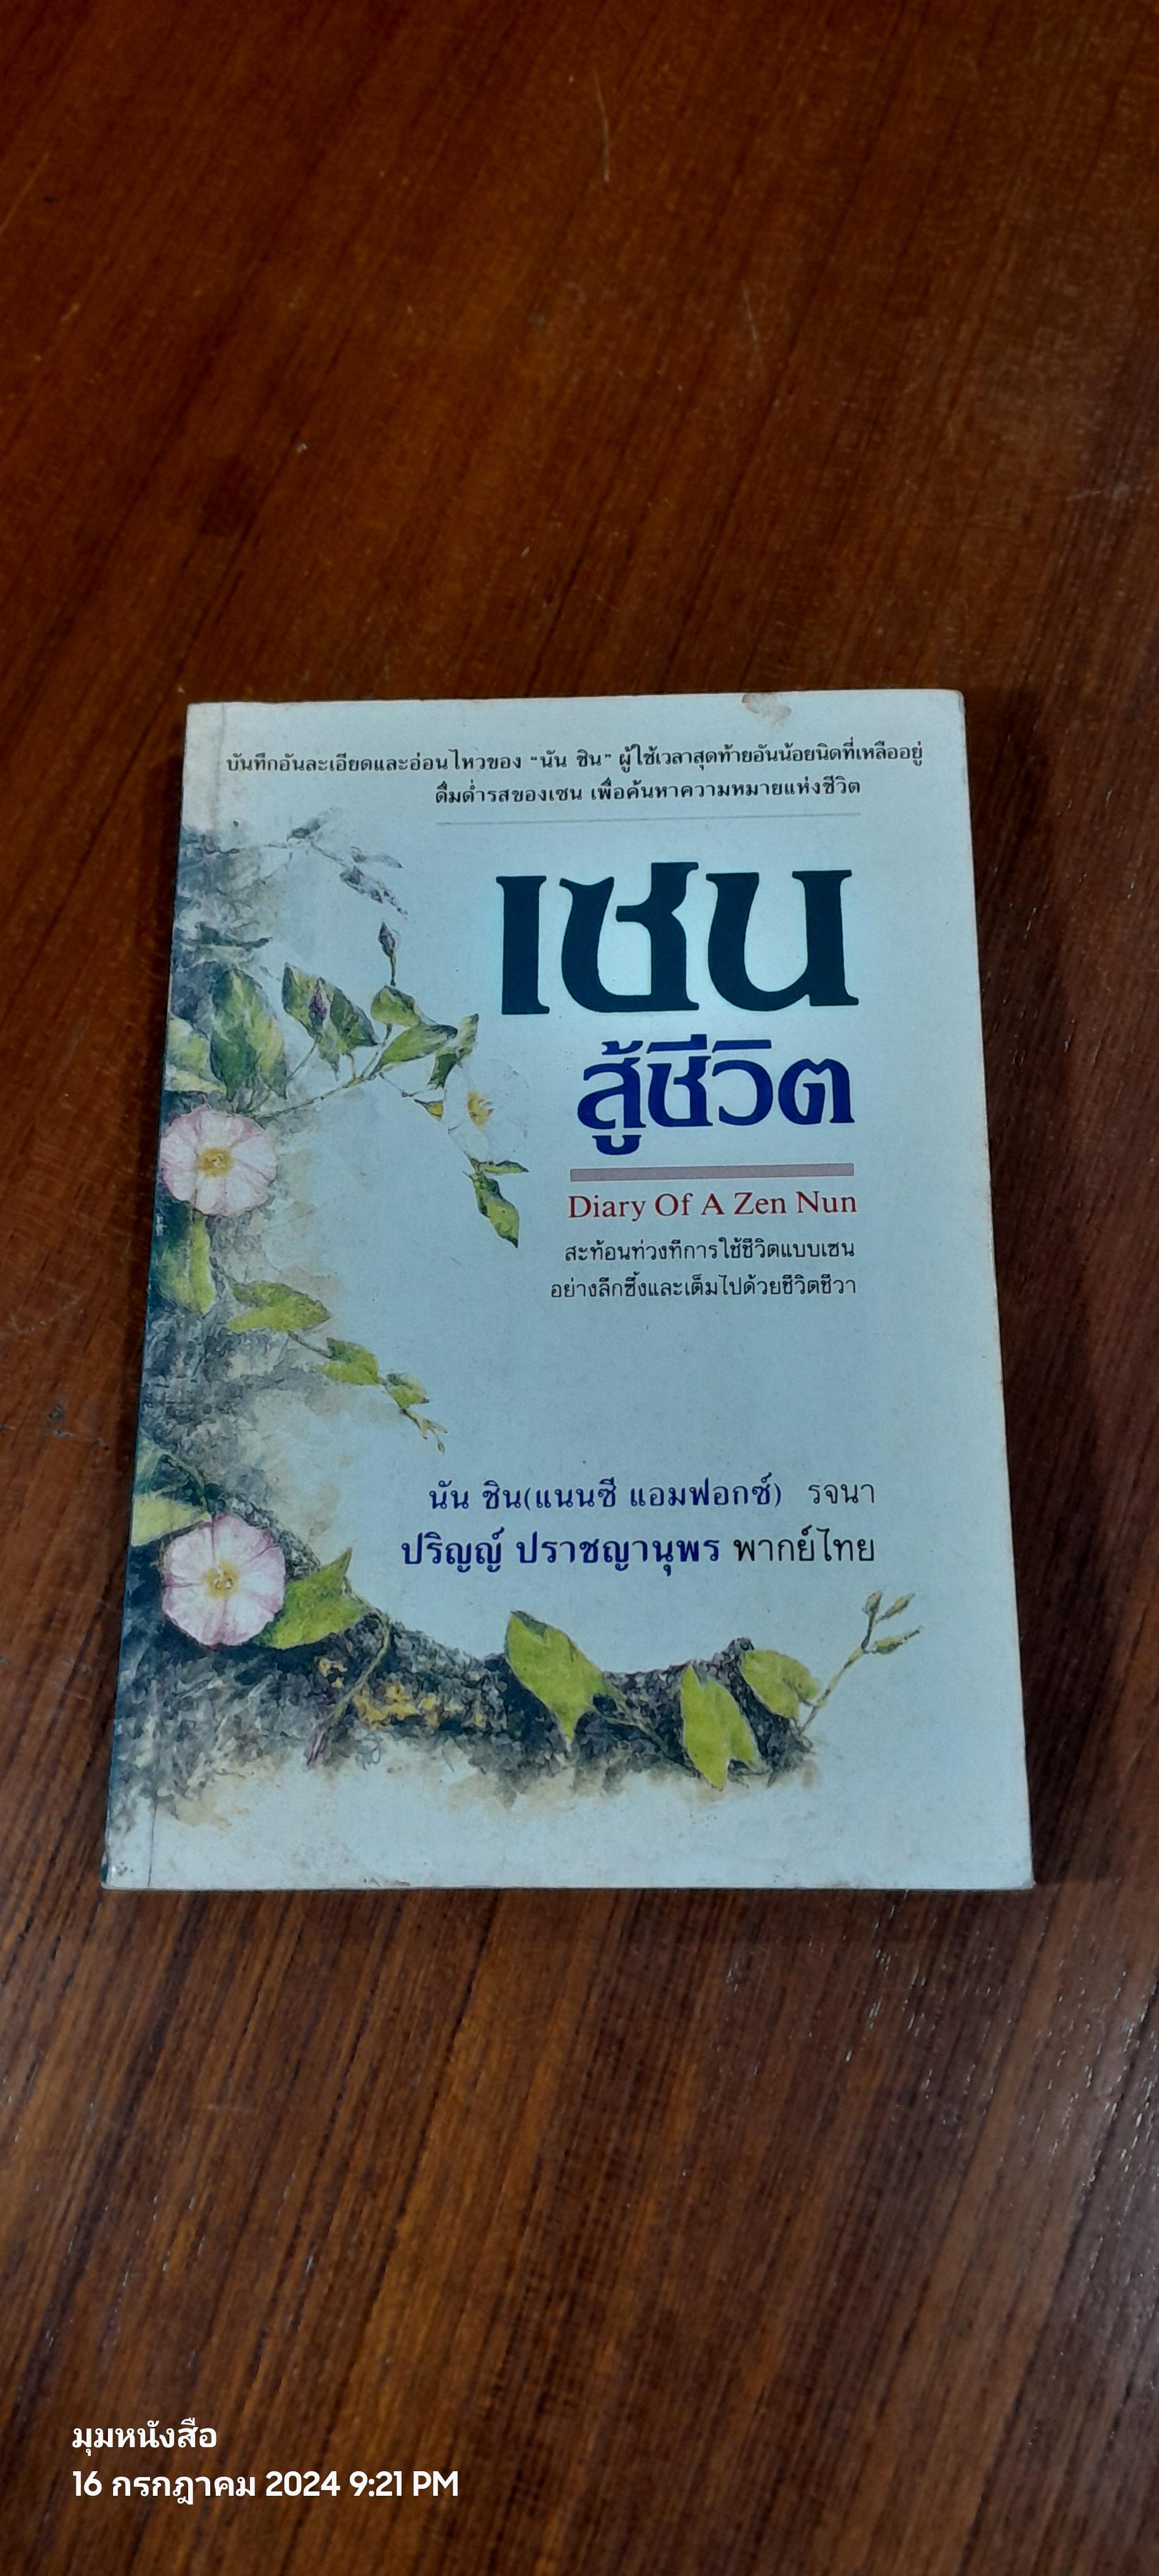 บันทึกอันละเอียดและอ่อนไหวของ "นัน ชิน" ผู้ใช้เวลาสุดท้ายอันน้อยนิดที่เหลืออยู่
ดื่มด่ำรสของเซน เพื่อค้นหาความหมายแห่งชีวิต
เซน
สู้ชีวิต
Diary Of A Zen Nun
สะท้อนท่วงทีการใช้ชีวิตแบบเซน
อย่างลึกซึ้งและเต็มไปด้วยชีวิตชีวา
นัน ชิน(แนนซี แอมฟอกซ์) รจนา
ปริญญ์ ปราชญานุพร พากย์ไทย
มุมหนังสือ
16 กรกฎาคม 2024 9:21 PM